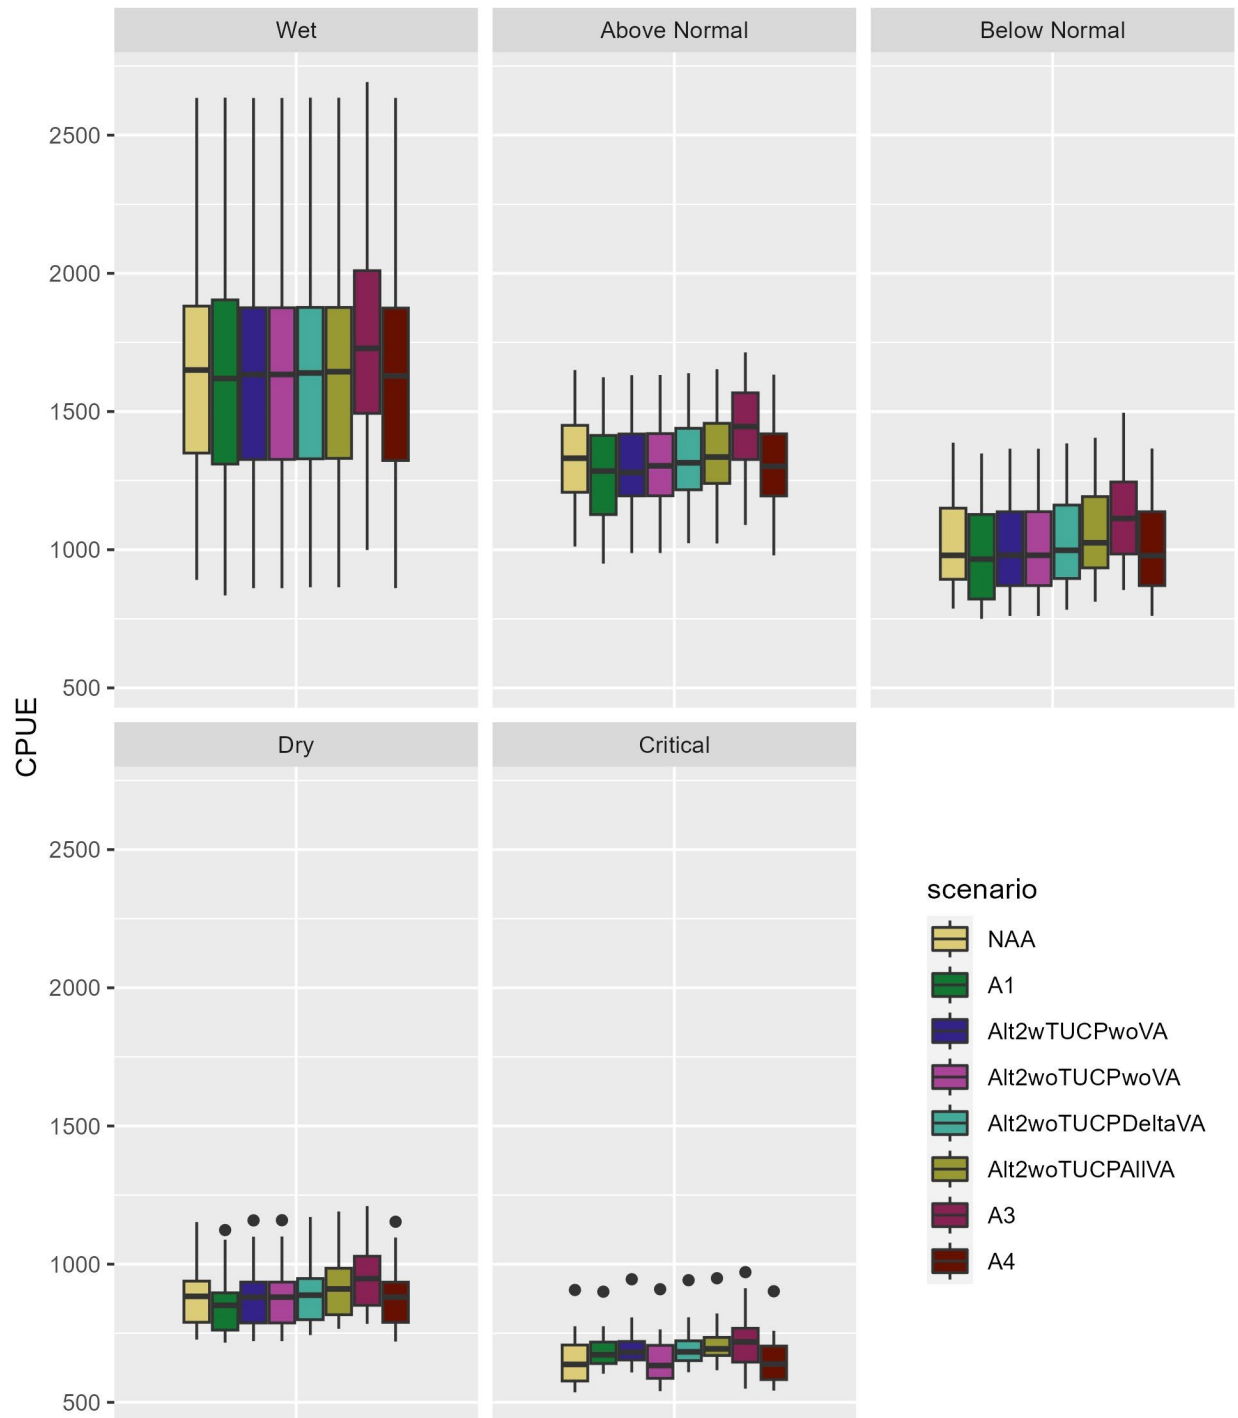 Wet
Above Normal
Below Normal
2500
2000
1500
1000
500
CPUE
Dry
Critical
2500
2000
1500
1000
500
scenario
NAA
A1
Alt2wTUCPwoVA
Alt2woTUCPwoVA
Alt2woTUCPDeltaVA
Alt2woTUCPAllVA
A3
A4